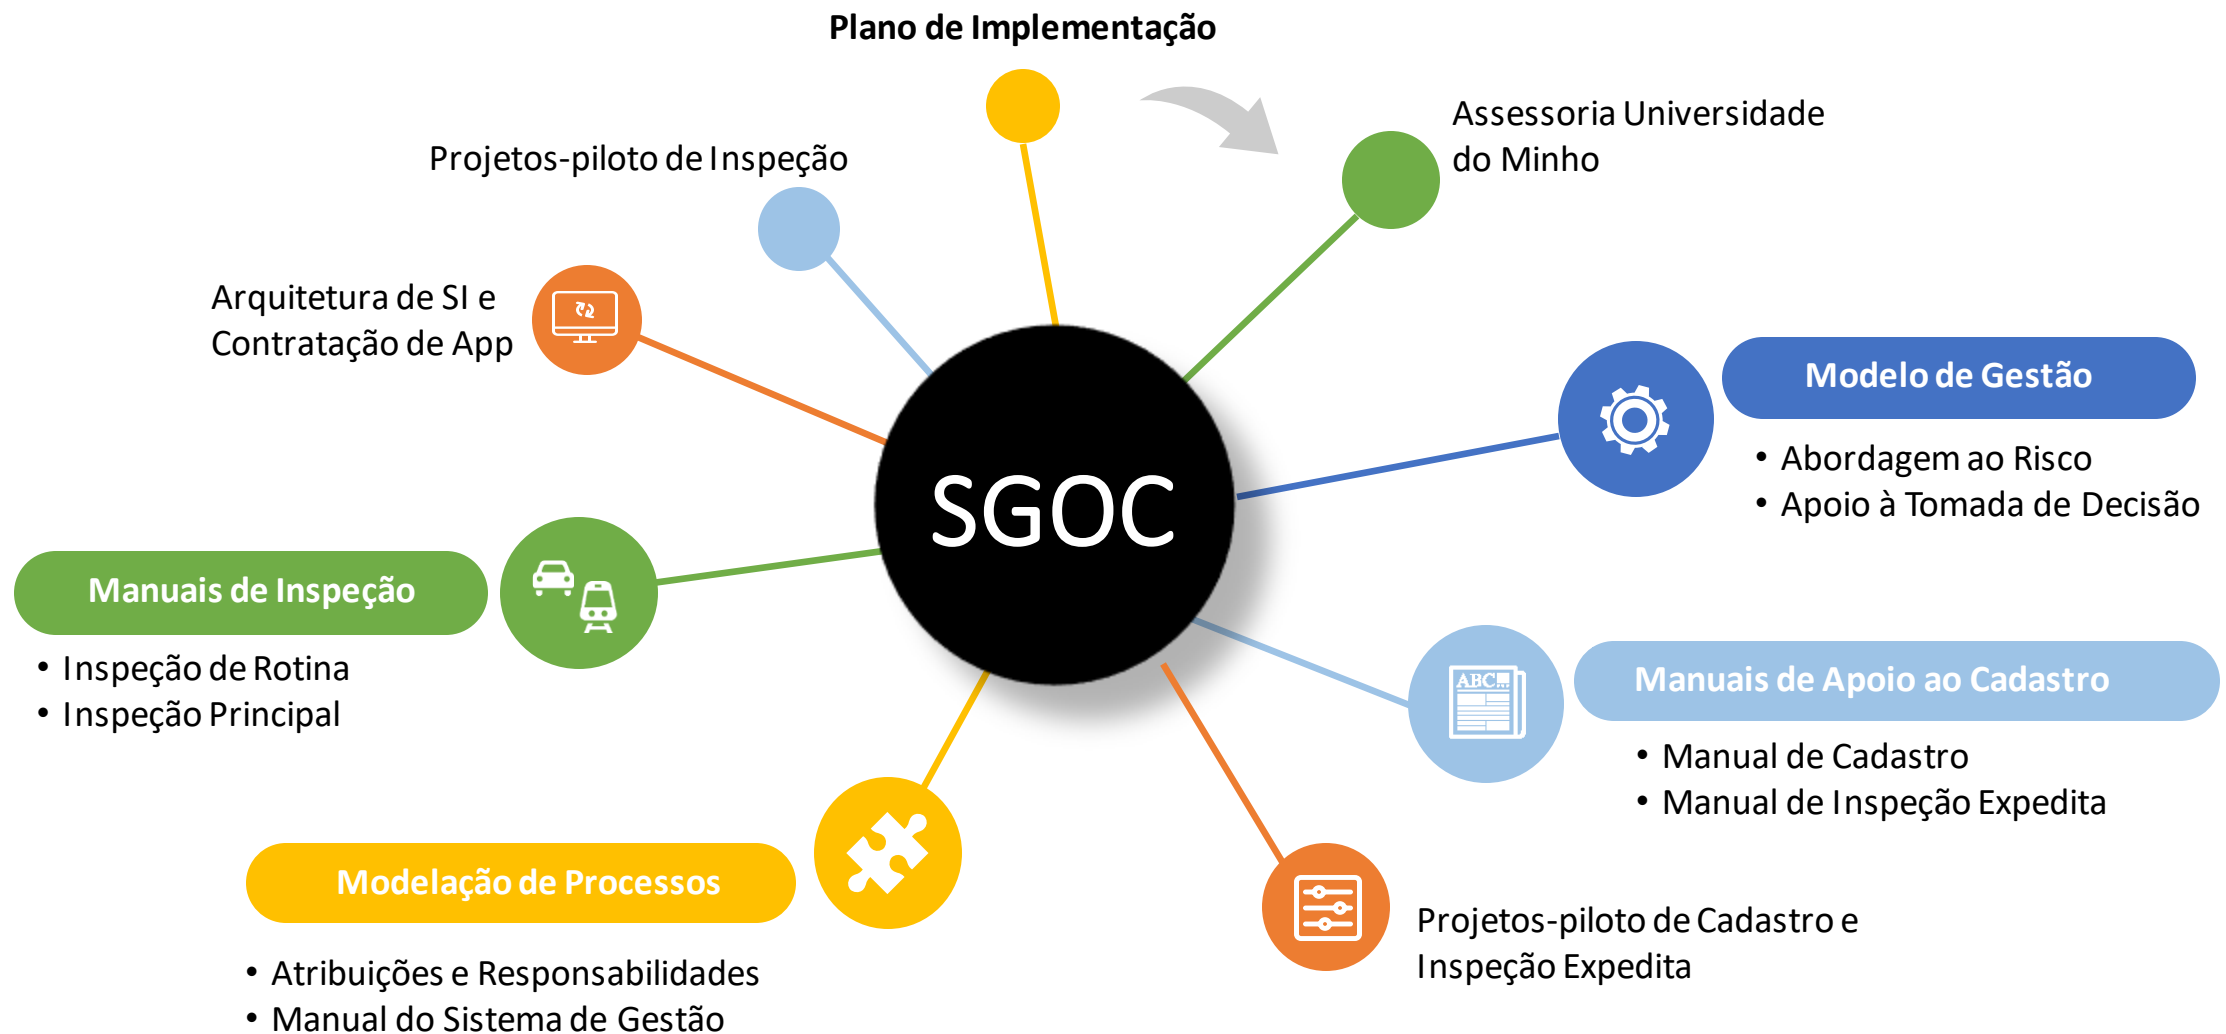 Plano de Implementação
Assessoria Universidade
do Minho
Modelo de Gestão
• Abordagem ao Risco
• Apoio à Tomada de Decisão
Manuais de Apoio ao Cadastro
ABC
• Manual de Cadastro
• Manual de Inspeção Expedita
Projetos-piloto de Cadastro e
Inspeção Expedita
Modelação de Processos
• Atribuições e Responsabilidades
• Manual do Sistema de Gestão
Manuais de Inspeção
• Inspeção de Rotina
• Inspeção Principal
Arquitetura de SI e
Contratação de App
Projetos-piloto de Inspeção
SGOC